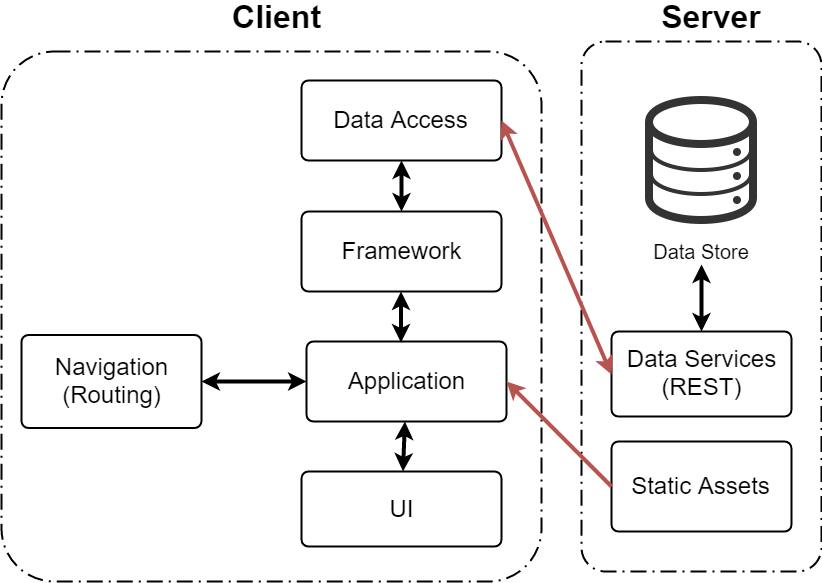 Client
Server
Data Access
Framework
Navigation
(Routing)
Application
UI
Data Store
Data Services
(REST)
Static Assets